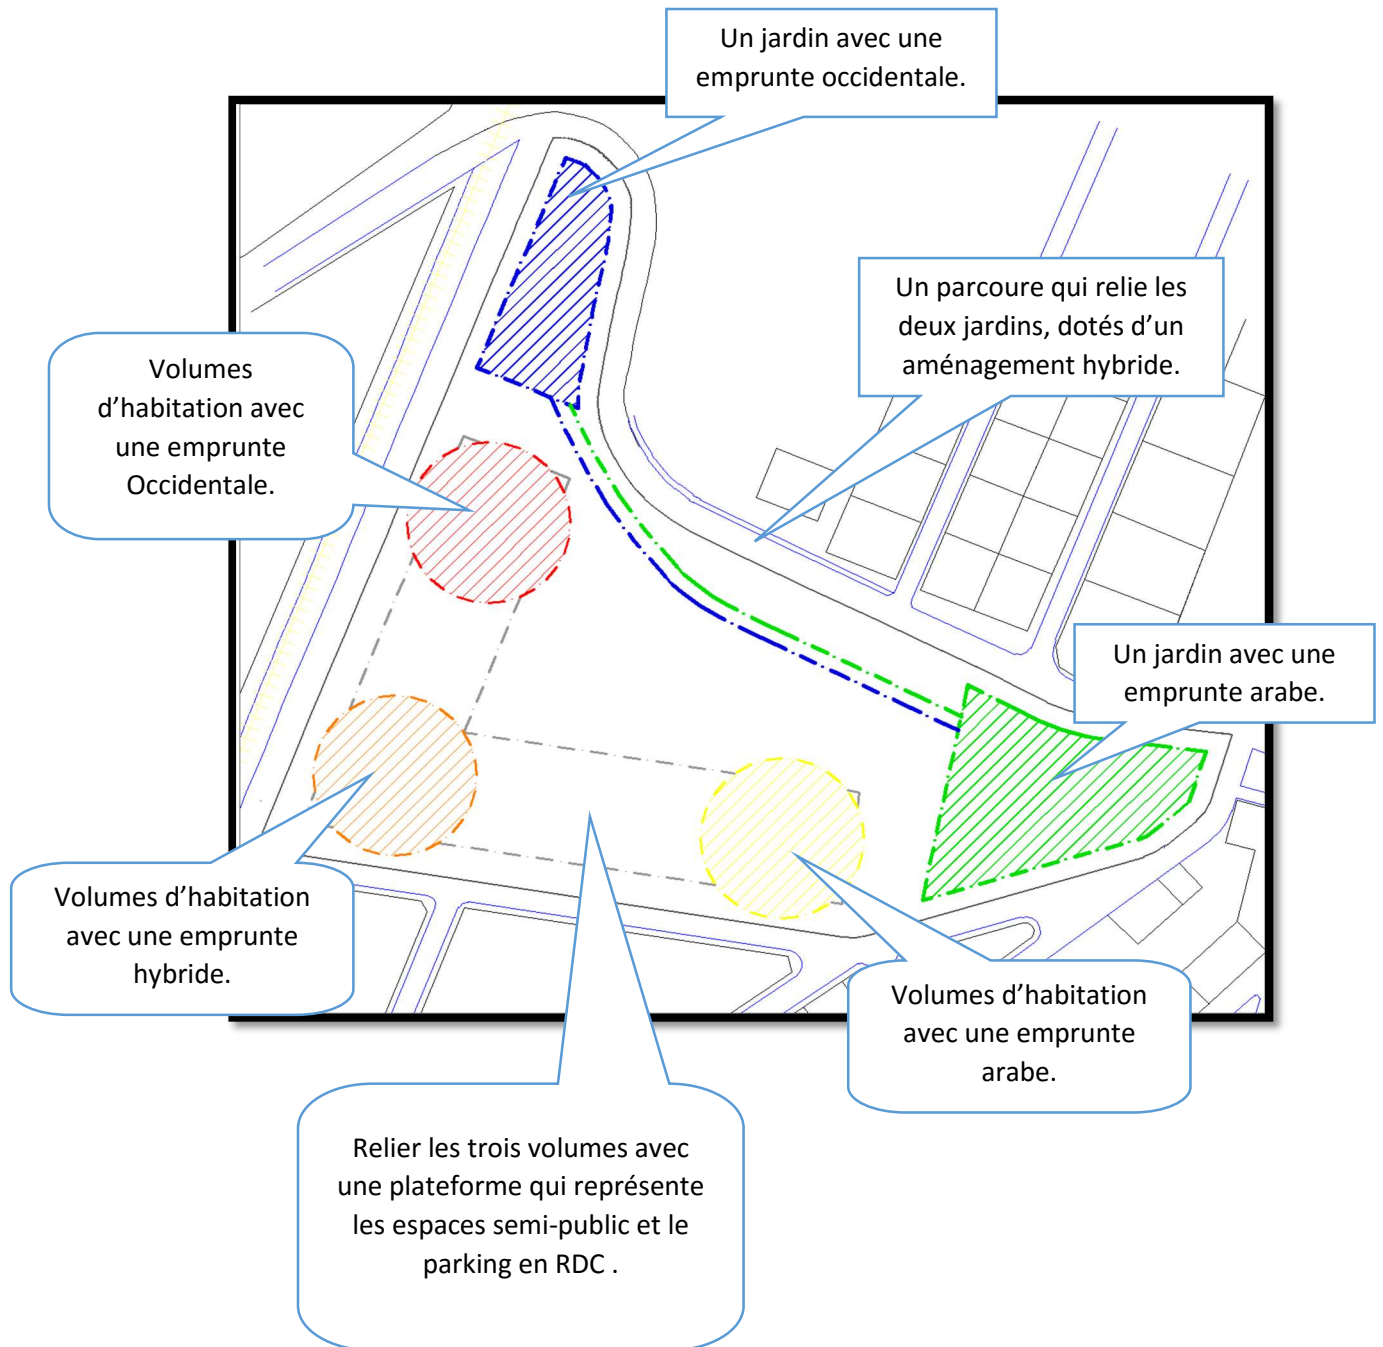 Un jardin avec une
emprunte occidentale.
Un parcoure qui relie les
deux jardins, dotés d’un
aménagement hybride.
Volumes
d’habitation avec
une emprunte
Occidentale.
Un jardin avec une
emprunte arabe.
Volumes d’habitation
avec une emprunte
hybride.
Volumes d’habitation
avec une emprunte
arabe.
Relier les trois volumes avec
une plateforme qui représente
les espaces semi-public et le
parking en RDC .